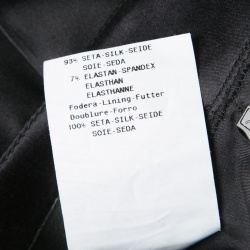 93% SETA-SILK-SEIDE
SOIE-SEDA
7% ELASTAN-SPANDEX
ELASTHAN
ELASTHANNE
Fodera-Lining-Futter
Doublure-Forro
100% SETA-SILK-SEIDE
SOIE-SEDA